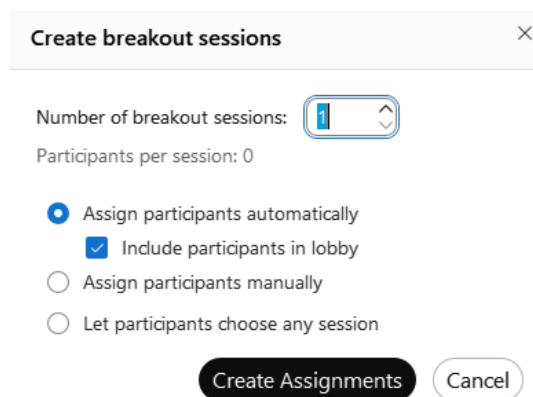 Create breakout sessions
Number of breakout sessions: 1
Participants per session: 0
Assign participants automatically
Include participants in lobby
Assign participants manually
Let participants choose any session
Create Assignments Cancel